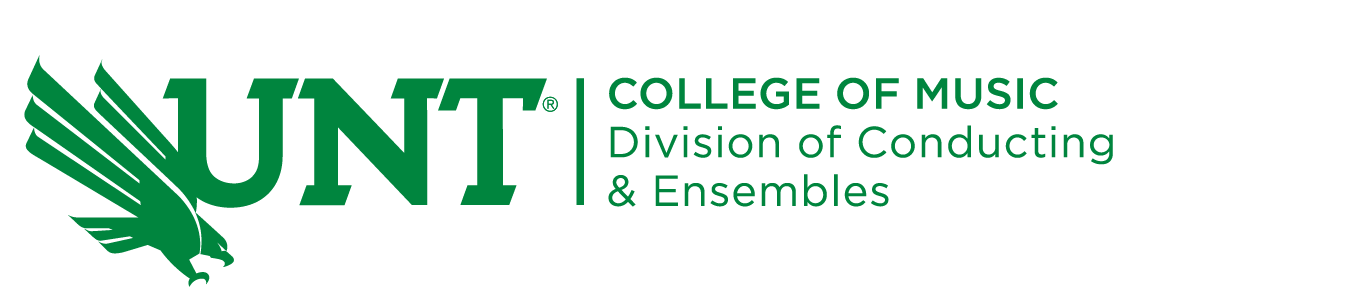 UNT®
COLLEGE OF MUSIC
Division of Conducting
& Ensembles